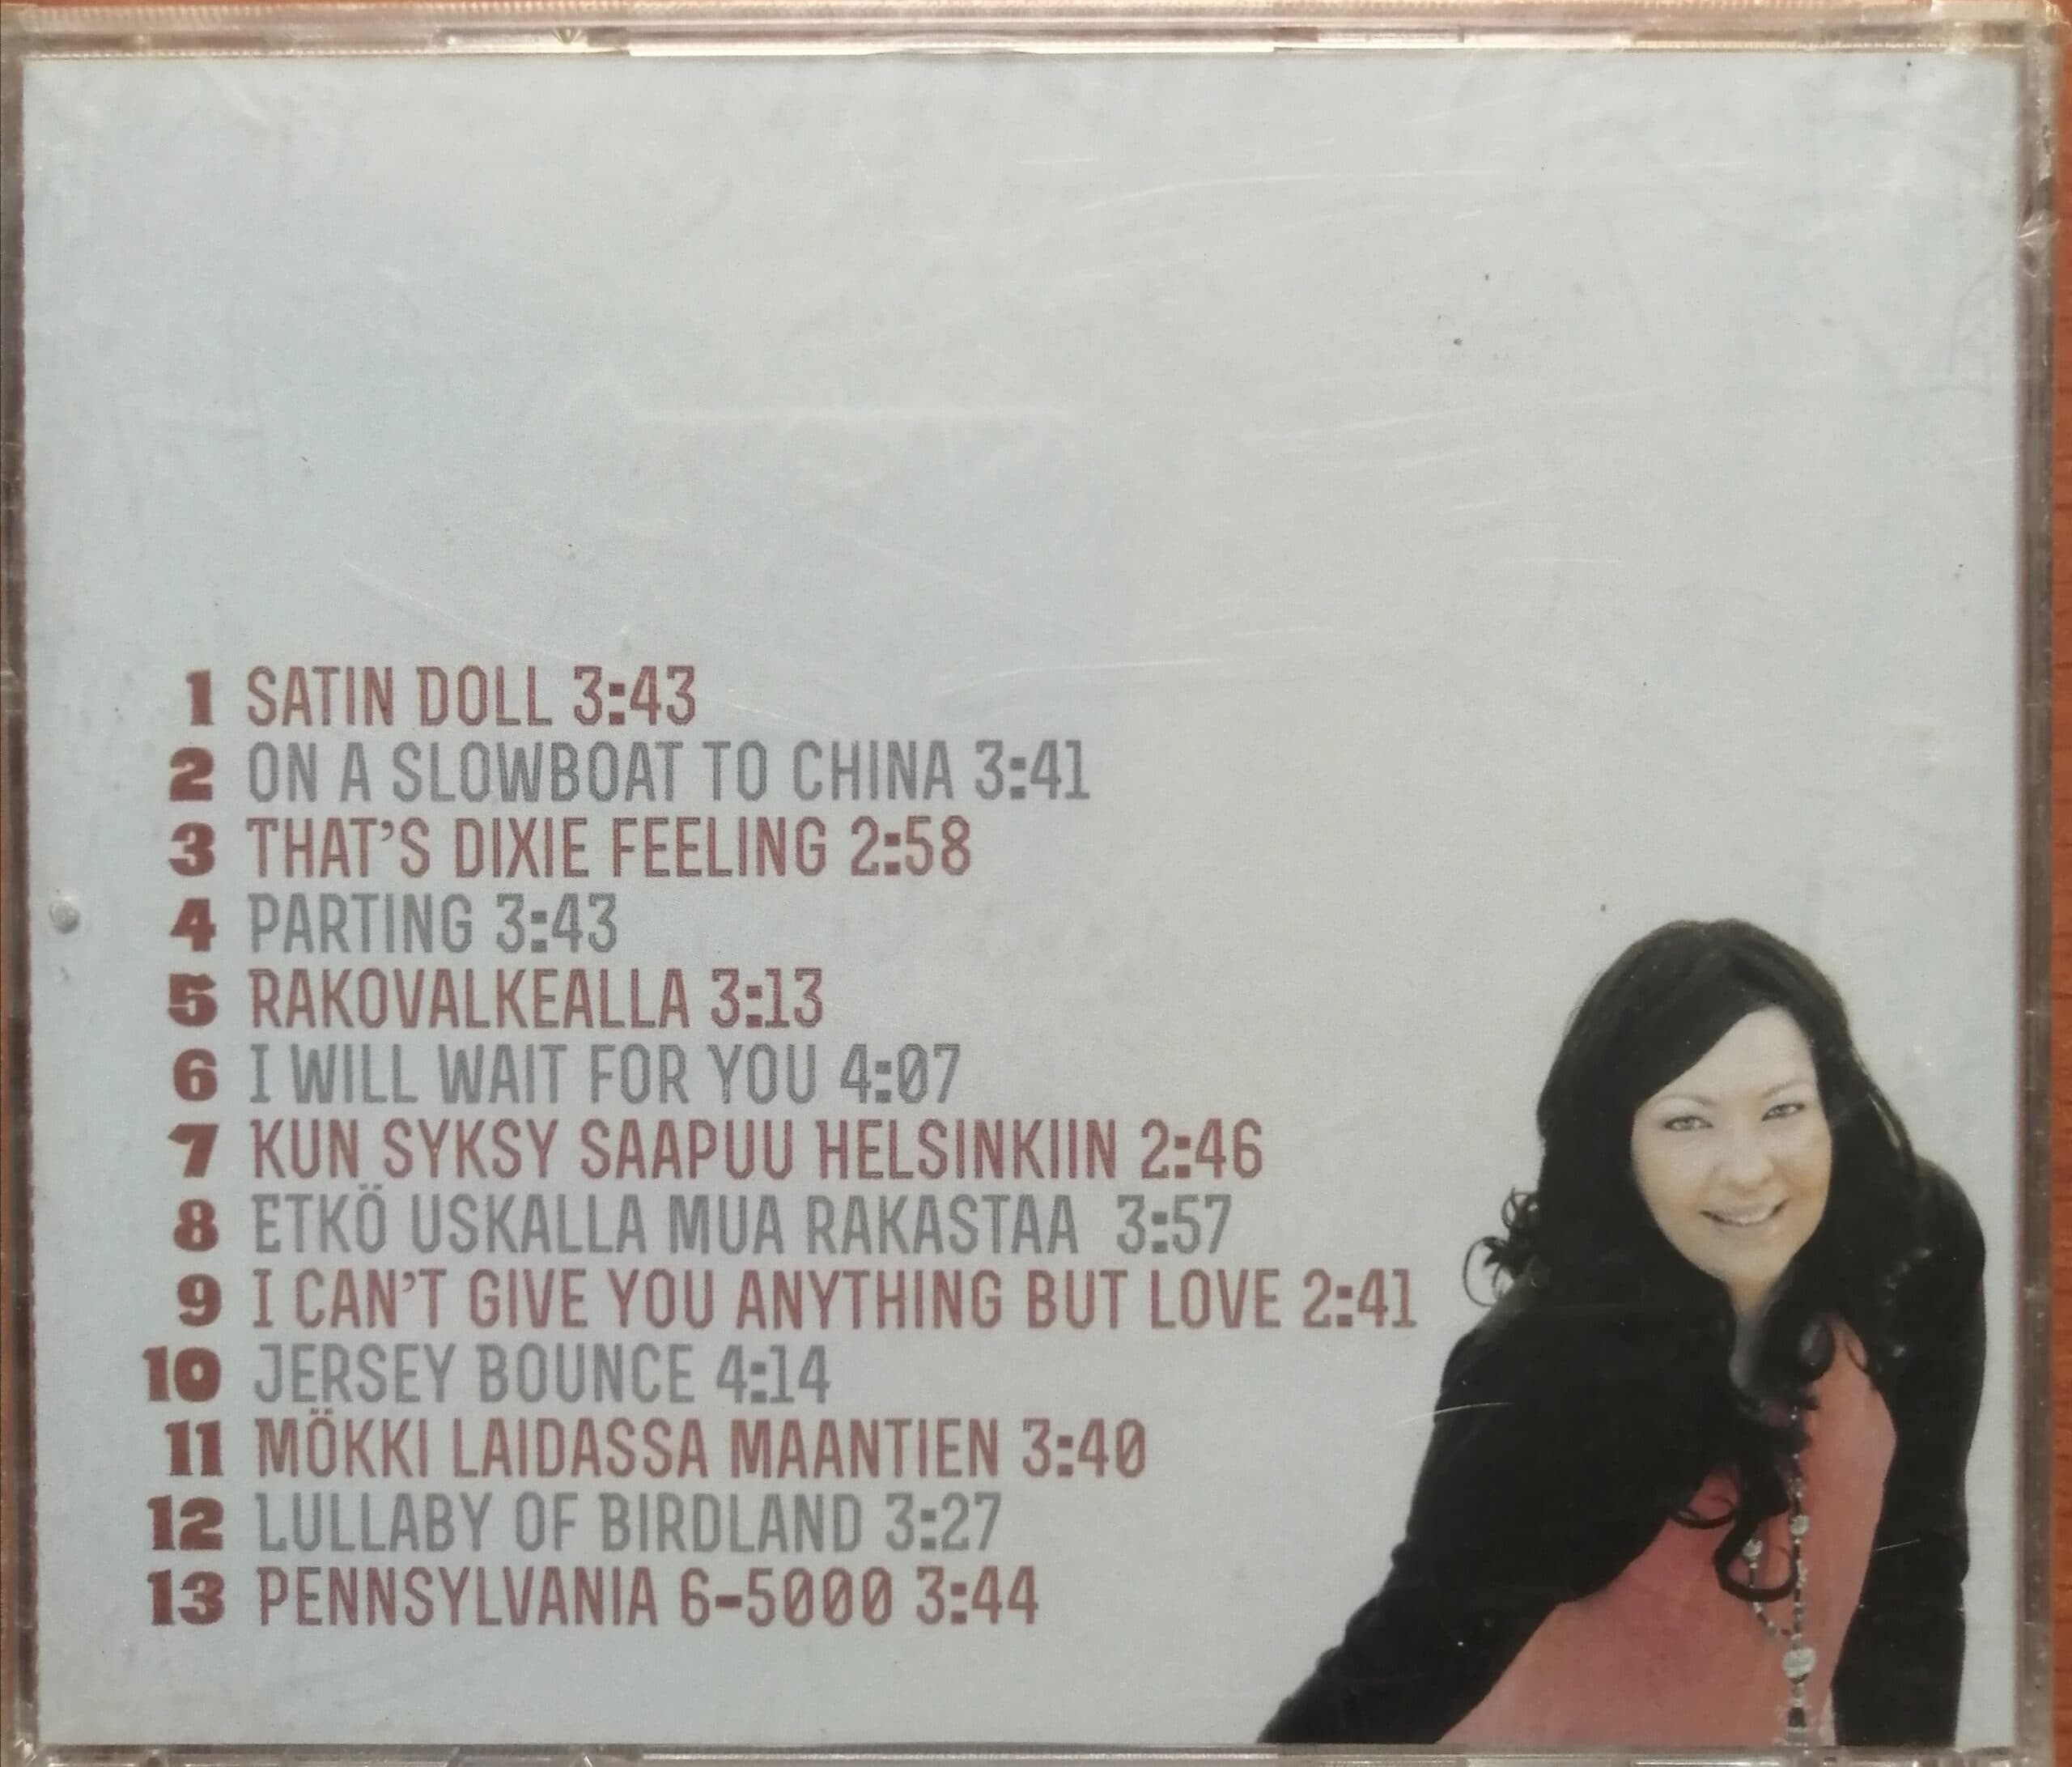 1 SATIN DOLL 3:43
2 ON A SLOWBOAT TO CHINA 3:41
3 THAT'S DIXIE FEELING 2:58
4 PARTING 3:43
5 RAKOVALKEALLA 3:13
6 I WILL WAIT FOR YOU 4:07
7 KUN SYKSY SAAPUU HELSINKIIN 2:46
8 ETKÖ USKALLA MUA RAKASTAA 3:57
9 I CAN'T GIVE YOU ANYTHING BUT LOVE 2:41
10 JERSEY BOUNCE 4:14
11 MÖKKI LAIDASSA MAANTIEN 3:40
12 LULLABY OF BIRDLAND 3:27
13 PENNSYLVANIA 6-5000 3:44